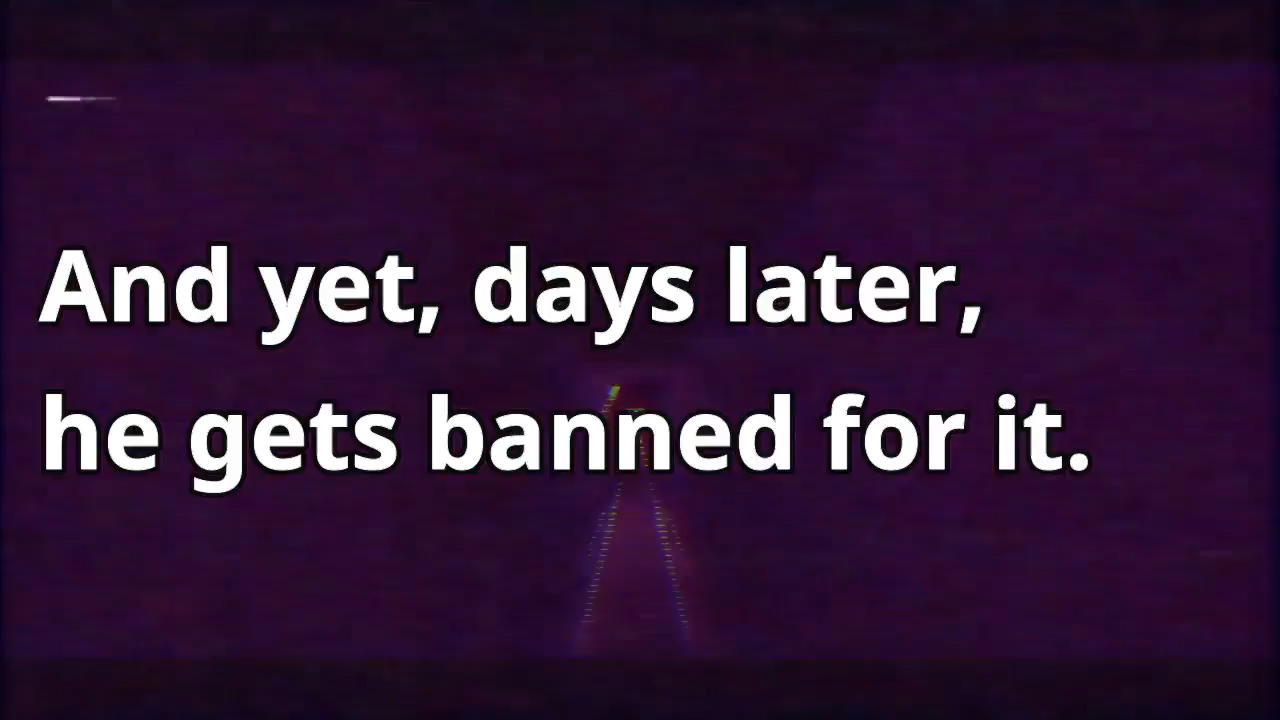 And yet, days later,
he gets banned for it.